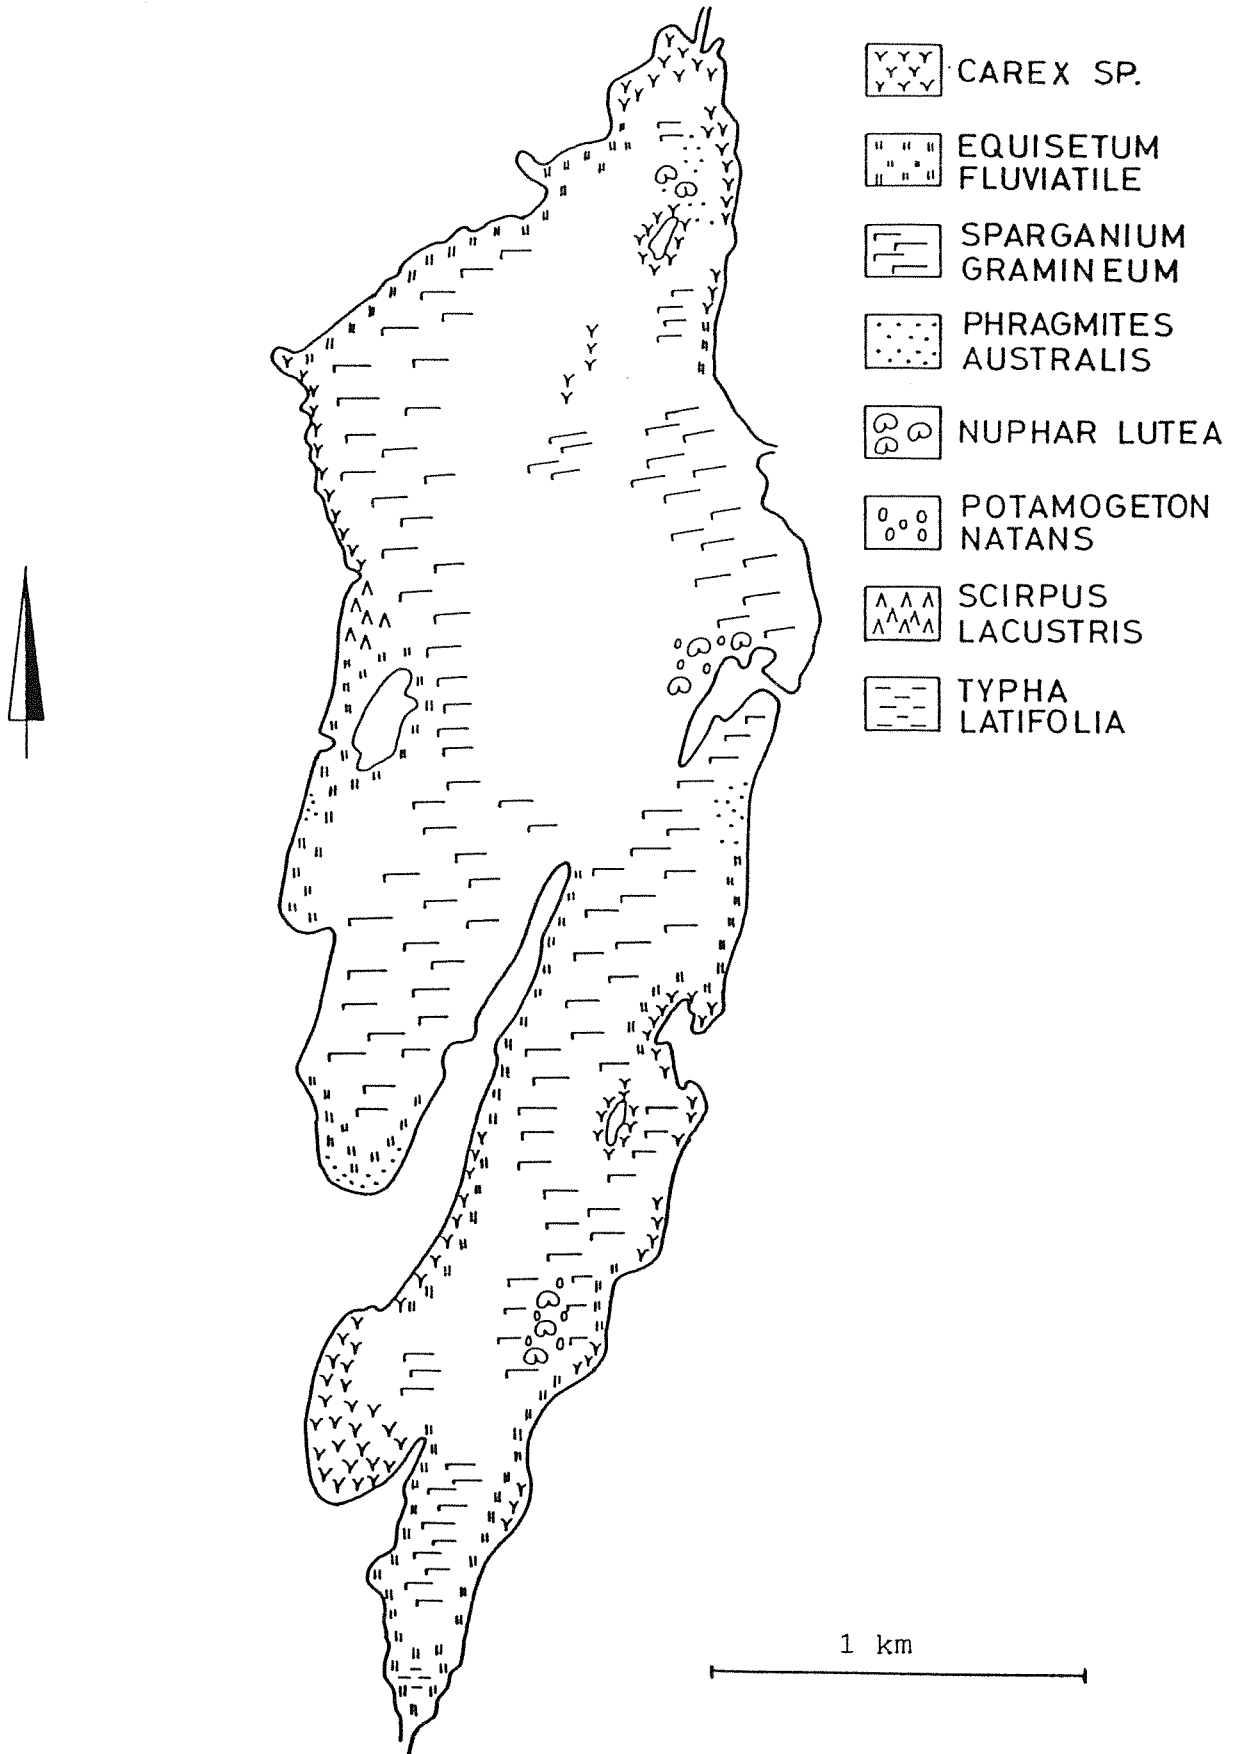 CAREX SP.
EQUISETUM
FLUVIATILE
SPARGANIUM
GRAMINEUM
PHRAGMITES
AUSTRALIS
NUPHAR LUTEA
POTAMOGETON
NATANS
SCIRPUS
LACUSTRIS
TYPHA
LATIFOLIA
1 km